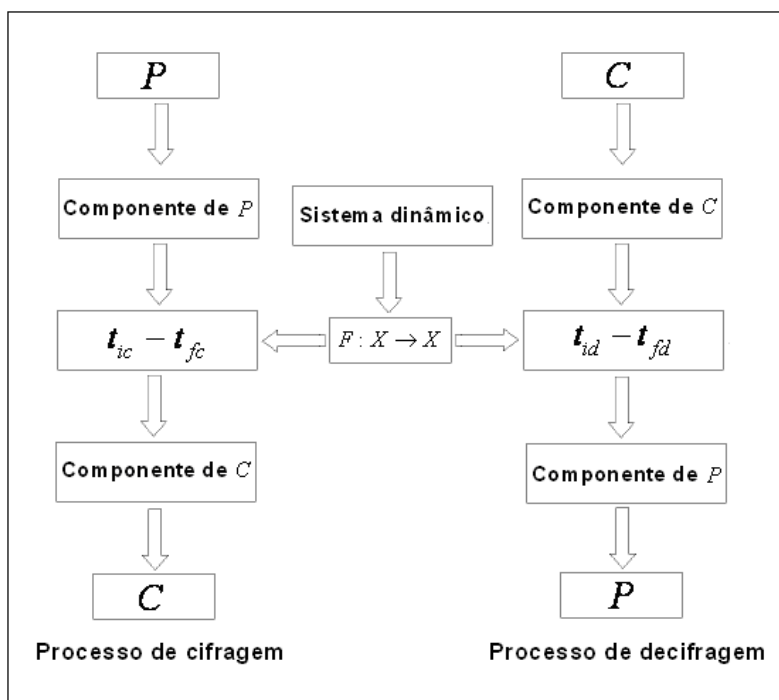 P
Componente de P
t_ic − t_fc
Componente de C
C
Processo de cifragem
Sistema dinâmico
F : X → X
C
Componente de C
t_id − t_fd
Componente de P
P
Processo de decifragem